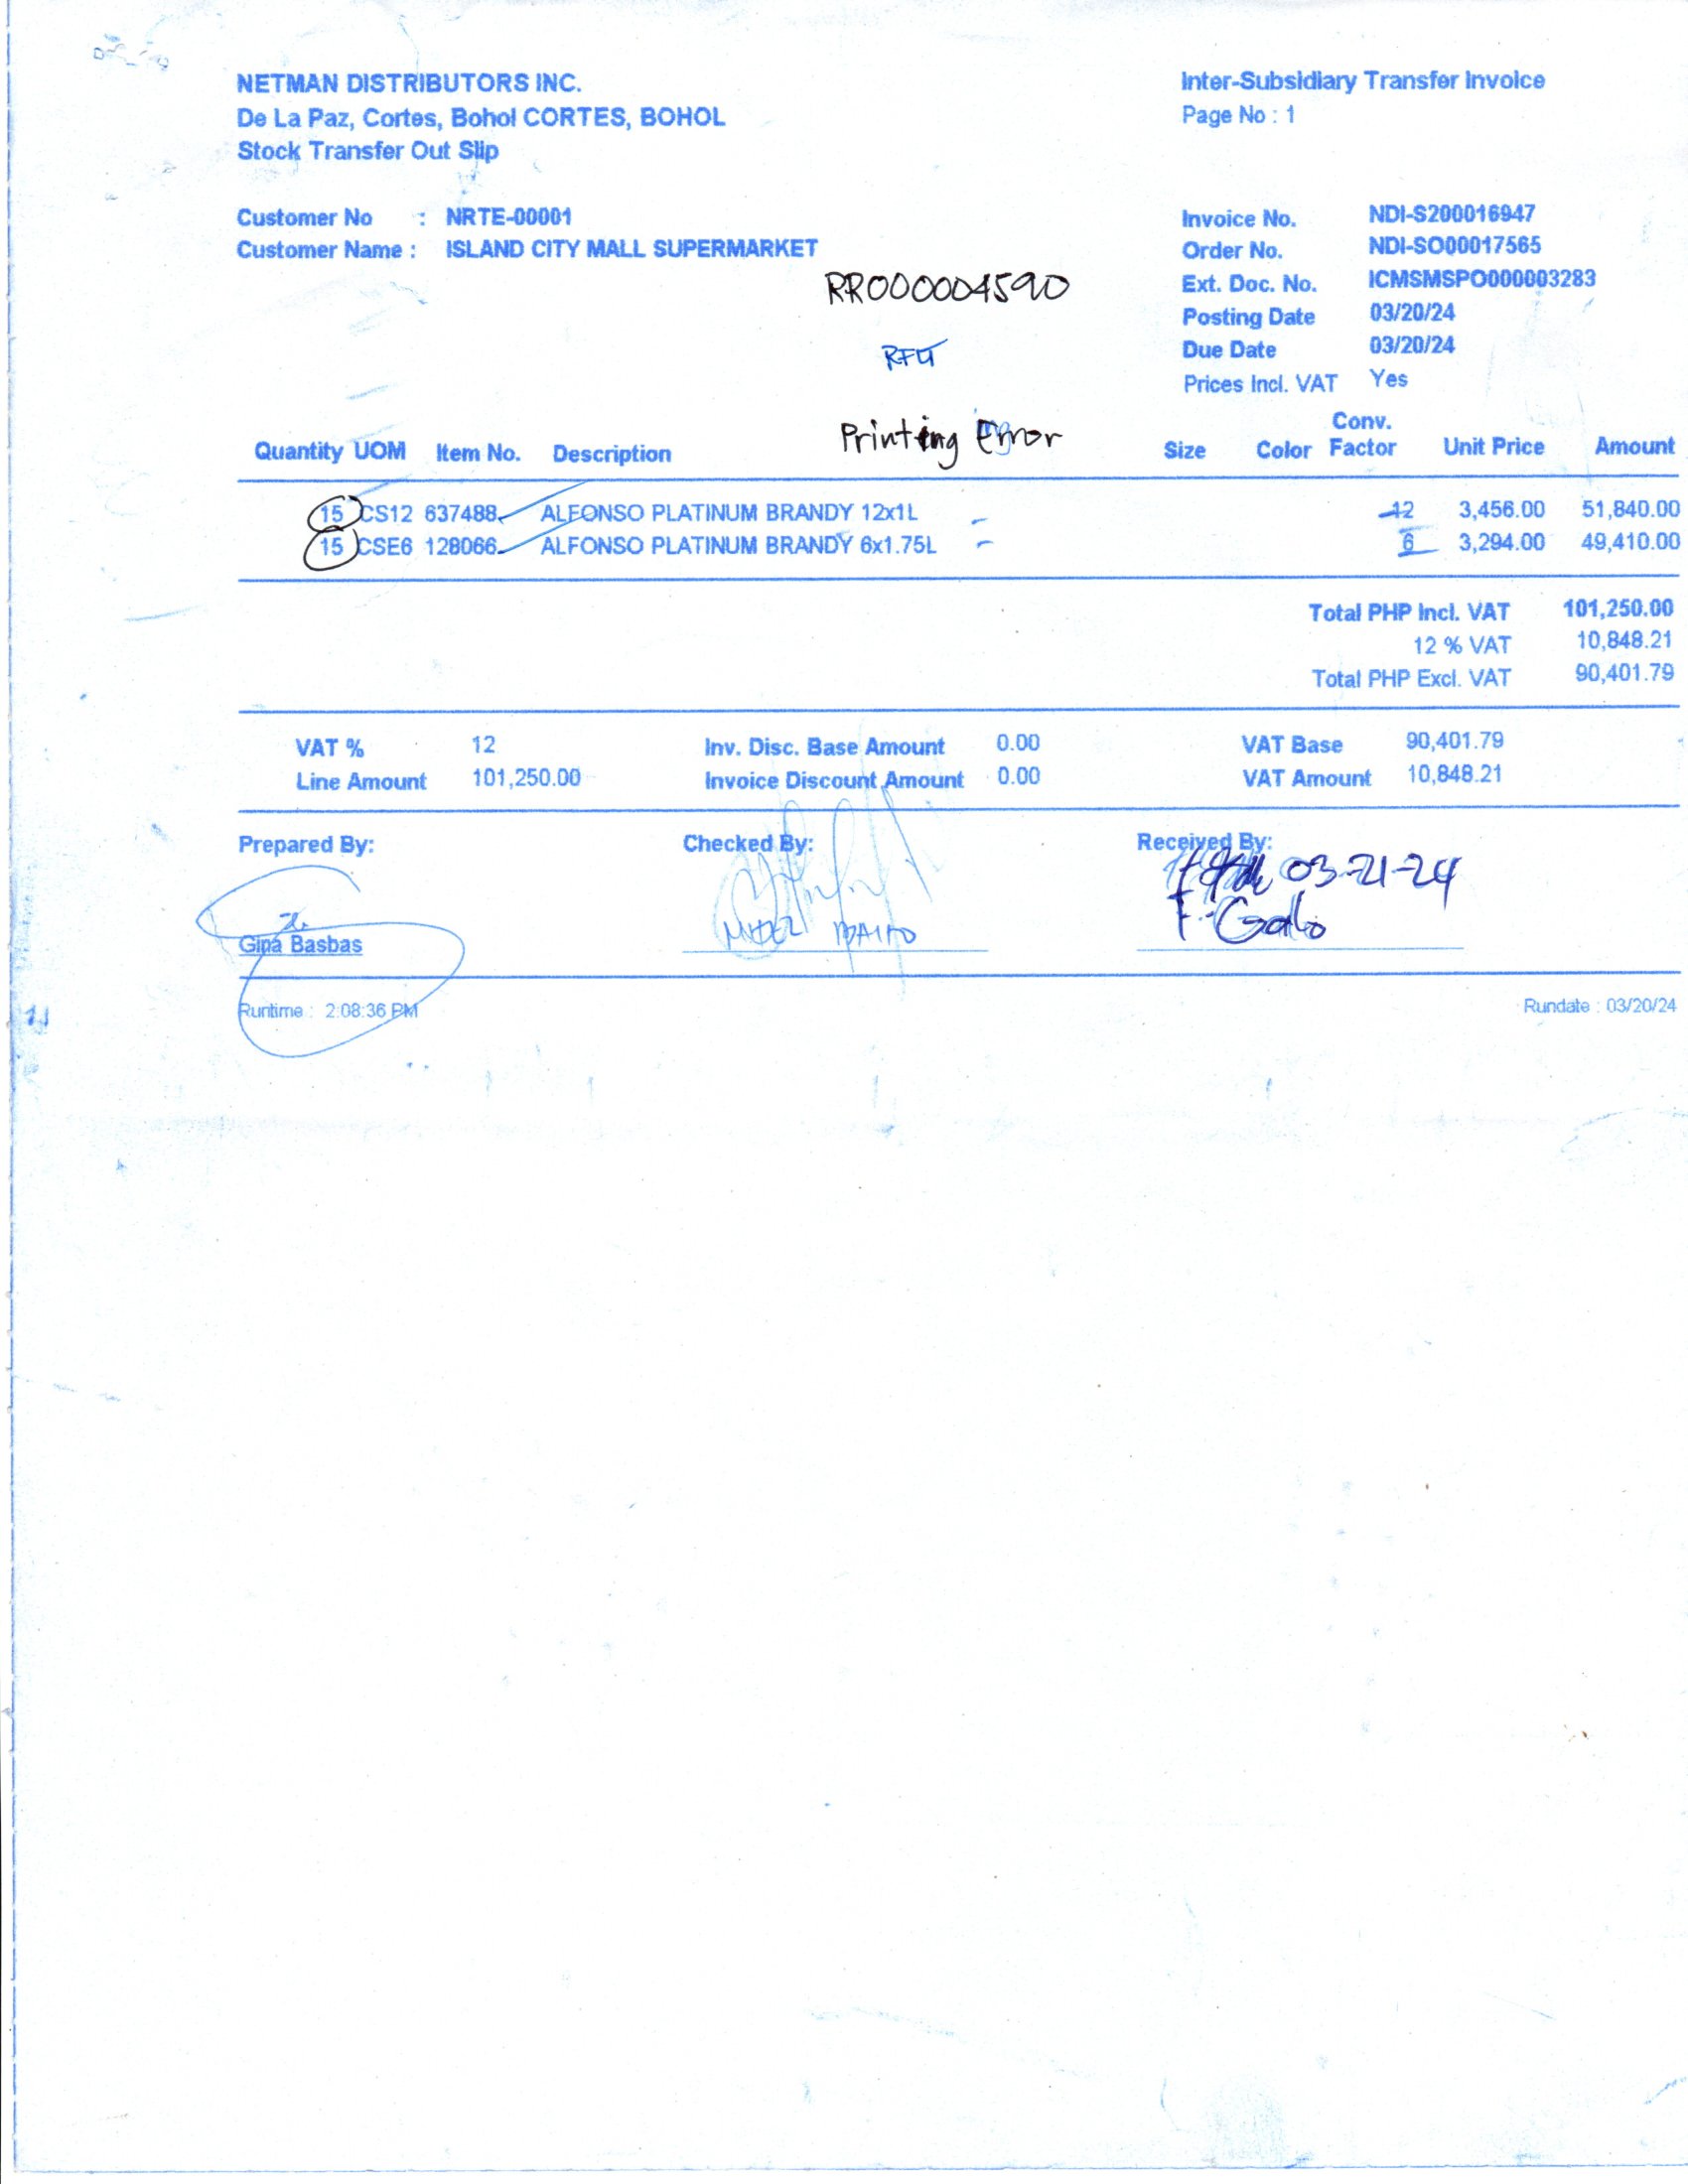 NETMAN DISTRIBUTORS INC.
De La Paz, Cortes, Bohol CORTES, BOHOL
Stock Transfer Out Slip
Inter-Subsidiary Transfer Invoice
Page No : 1
Customer No : NRTE-00001
Customer Name : ISLAND CITY MALL SUPERMARKET
RR000004590
Printing Error
Invoice No. NDI-S200016947
Order No. NDI-SO00017565
Ext. Doc. No. ICMSMSPO000003283
Posting Date 03/20/24
Due Date 03/20/24
Prices Incl. VAT Yes
Quantity UOM Item No. Description Size Color Conv. Factor Unit Price Amount
15 CS12 637488 ALFONSO PLATINUM BRANDY 12x1L 12 3,456.00 51,840.00
15 CSE6 128066 ALFONSO PLATINUM BRANDY 6x1.75L 6 3,294.00 49,410.00
Total PHP Incl. VAT 101,250.00
12 % VAT 10,848.21
Total PHP Excl. VAT 90,401.79
VAT % 12 Inv. Disc. Base Amount 0.00 VAT Base 90,401.79
Line Amount 101,250.00 Invoice Discount Amount 0.00 VAT Amount 10,848.21
Prepared By: Checked By: Received By:
03-21-24
Gina Basbas F. Galo
Runtime : 2:08:36 PM Rundate : 03/20/24